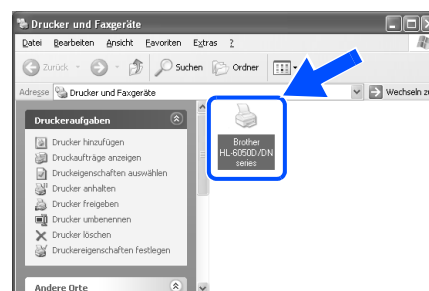 Drucker und Faxgeräte
Datei Bearbeiten Ansicht Favoriten Extras ?
Zurück Suchen Ordner
Adresse Drucker und Faxgeräte Wechseln zu
Druckeraufgaben
Drucker hinzufügen
Druckaufträge anzeigen
Druckeigenschaften auswählen
Drucker anhalten
Drucker freigeben
Drucker umbenennen
Drucker löschen
Druckereigenschaften festlegen
Andere Orte
Brother
HL-6050D/DN
series